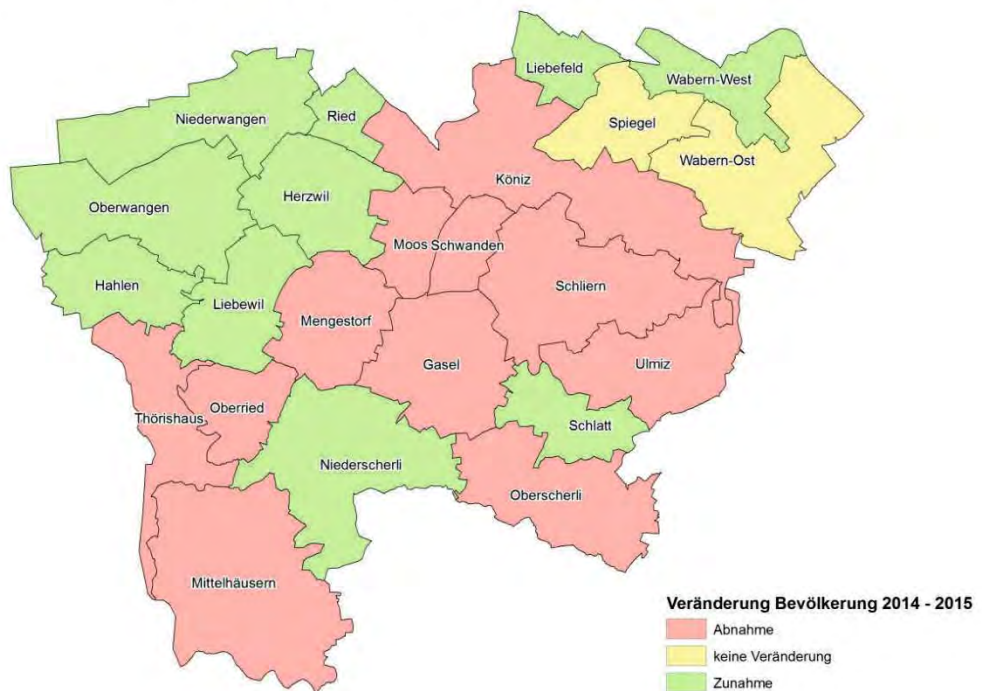 Liebefeld
Wabern-West
Niederwangen
Ried
Spiegel
Wabern-Ost
Köniz
Herzwil
Oberwangen
Moos
Schwanden
Hahlen
Liebewil
Schliern
Mengestorf
Gasel
Ulmiz
Oberried
Thörishaus
Schlatt
Niederscherli
Oberscherli
Mittelhäusern
Veränderung Bevölkerung 2014 - 2015
Abnahme
keine Veränderung
Zunahme